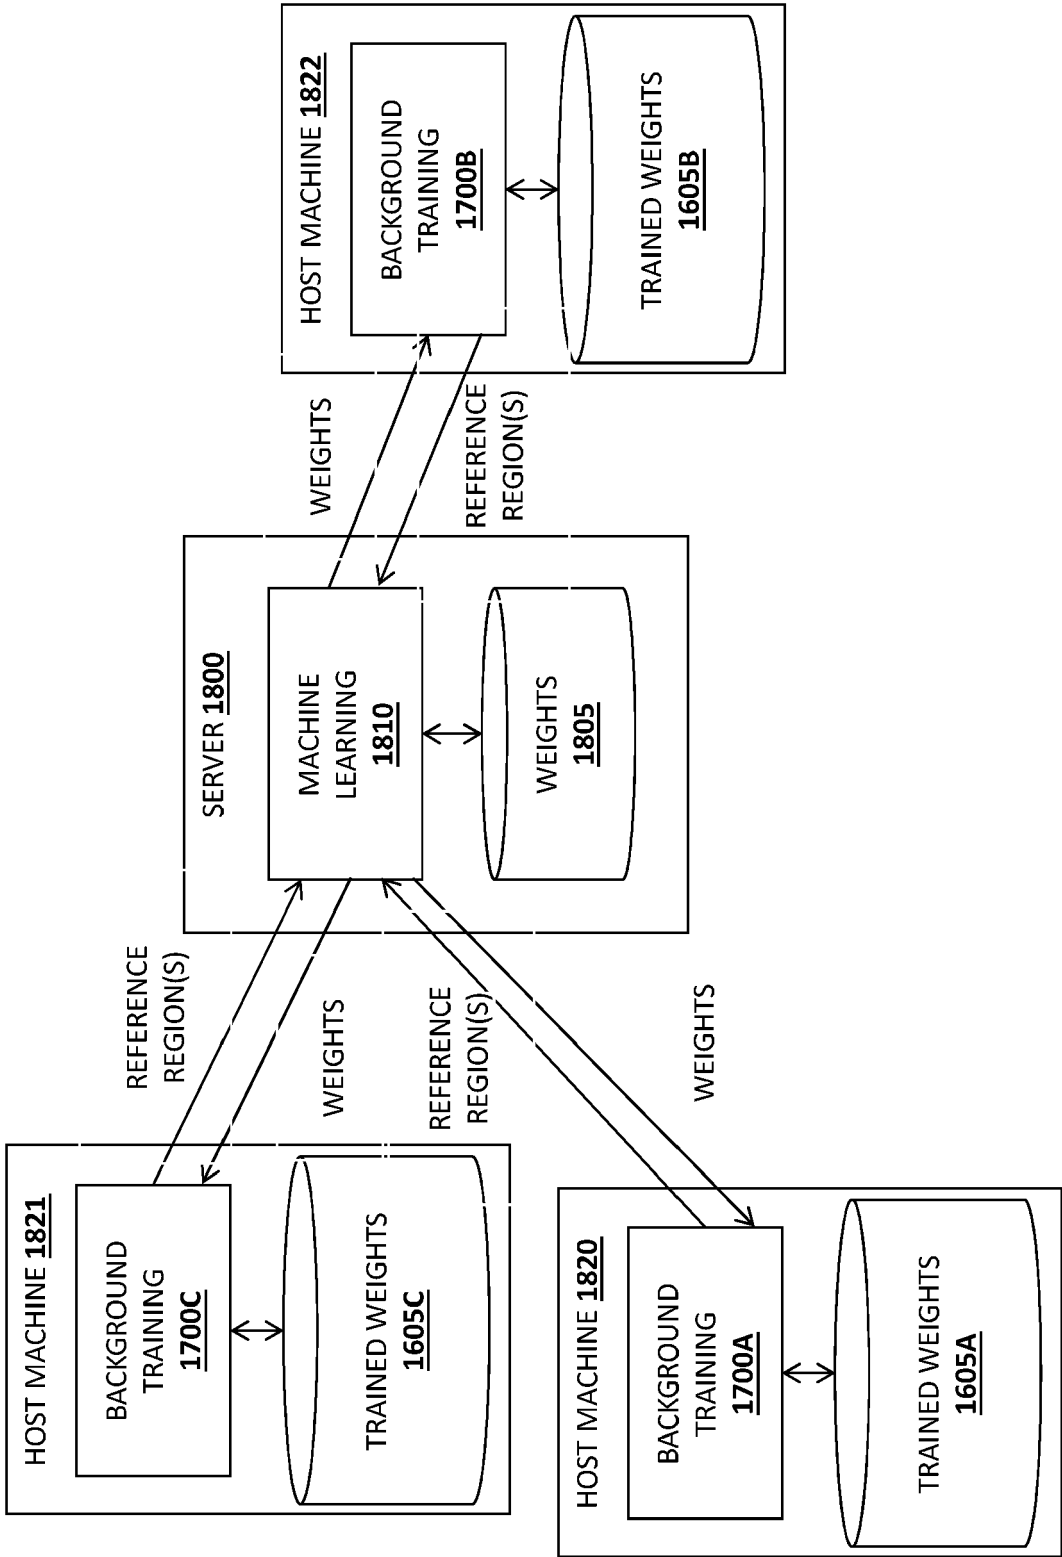 HOST MACHINE 1821
BACKGROUND
TRAINING
1700C
TRAINED WEIGHTS
1605C
REFERENCE
REGION(S)
WEIGHTS
SERVER 1800
MACHINE
LEARNING
1810
WEIGHTS
1805
WEIGHTS
REFERENCE
REGION(S)
HOST MACHINE 1822
BACKGROUND
TRAINING
1700B
TRAINED WEIGHTS
1605B
REFERENCE
REGION(S)
WEIGHTS
HOST MACHINE 1820
BACKGROUND
TRAINING
1700A
TRAINED WEIGHTS
1605A